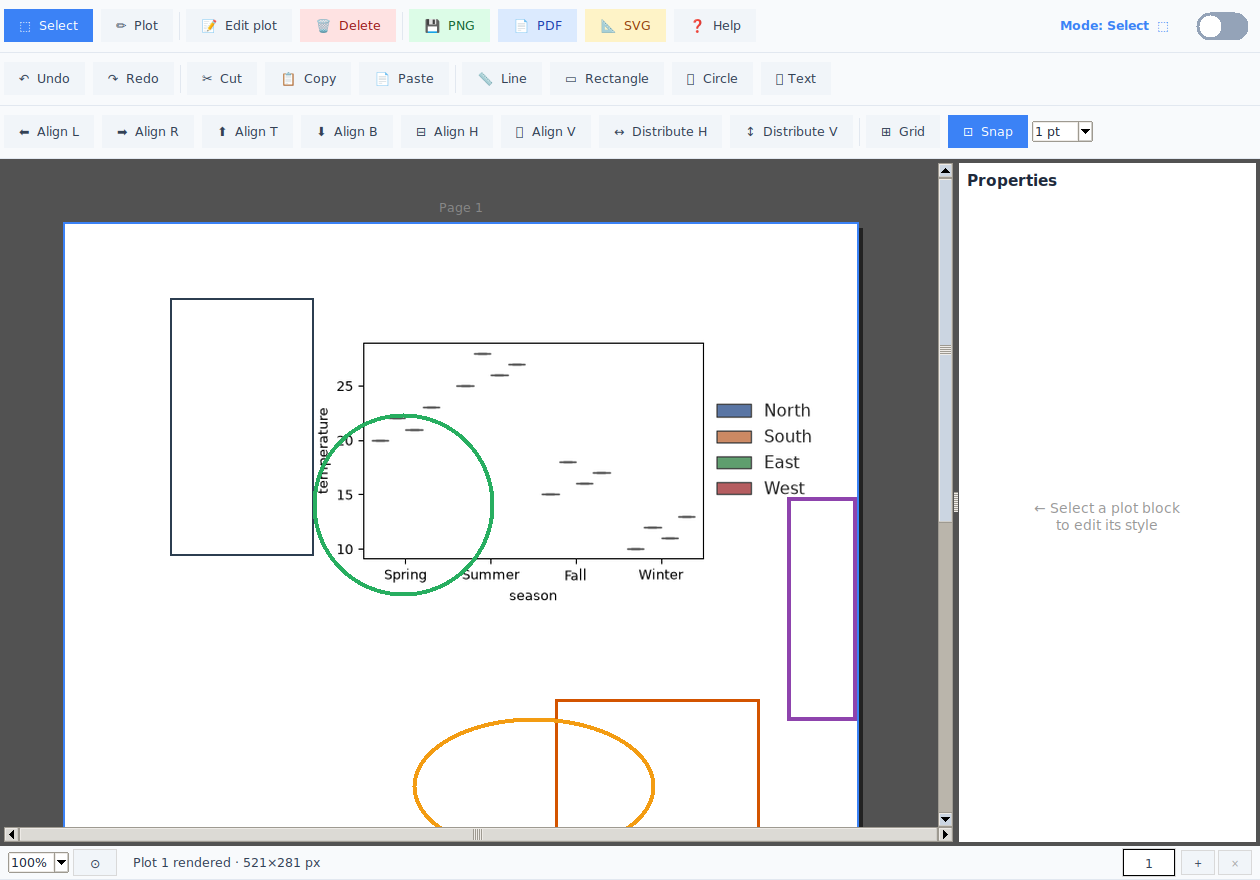 Select Plot Edit plot Delete PNG PDF SVG Help Mode: Select
Undo Redo Cut Copy Paste Line Rectangle Circle Text
Align L Align R Align T Align B Align H Align V Distribute H Distribute V Grid Snap 1 pt
Properties
Page 1
25
20
15
10
temperature
Spring Summer Fall Winter
season
North
South
East
West
← Select a plot block
to edit its style
100% Plot 1 rendered · 521×281 px 1 + ×